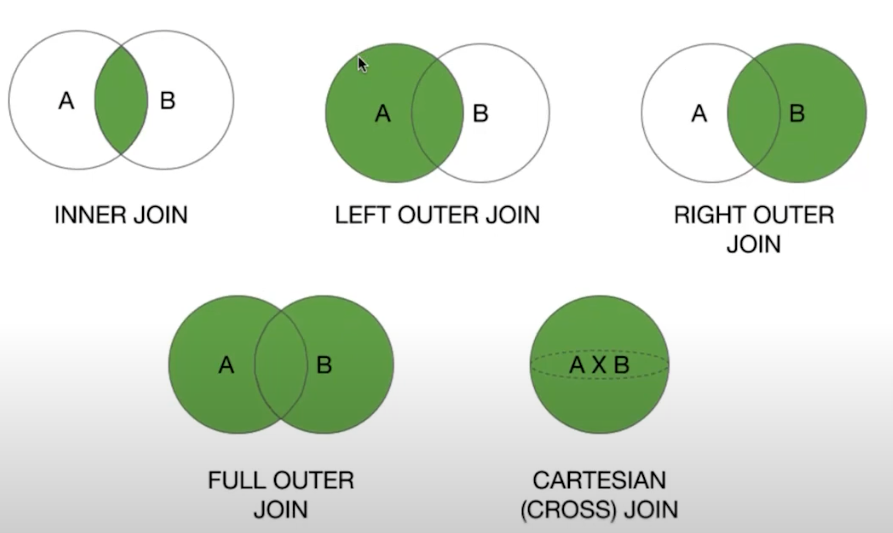 A B
A B
A B
INNER JOIN
LEFT OUTER JOIN
RIGHT OUTER
JOIN
A B
A X B
FULL OUTER
JOIN
CARTESIAN
(CROSS) JOIN